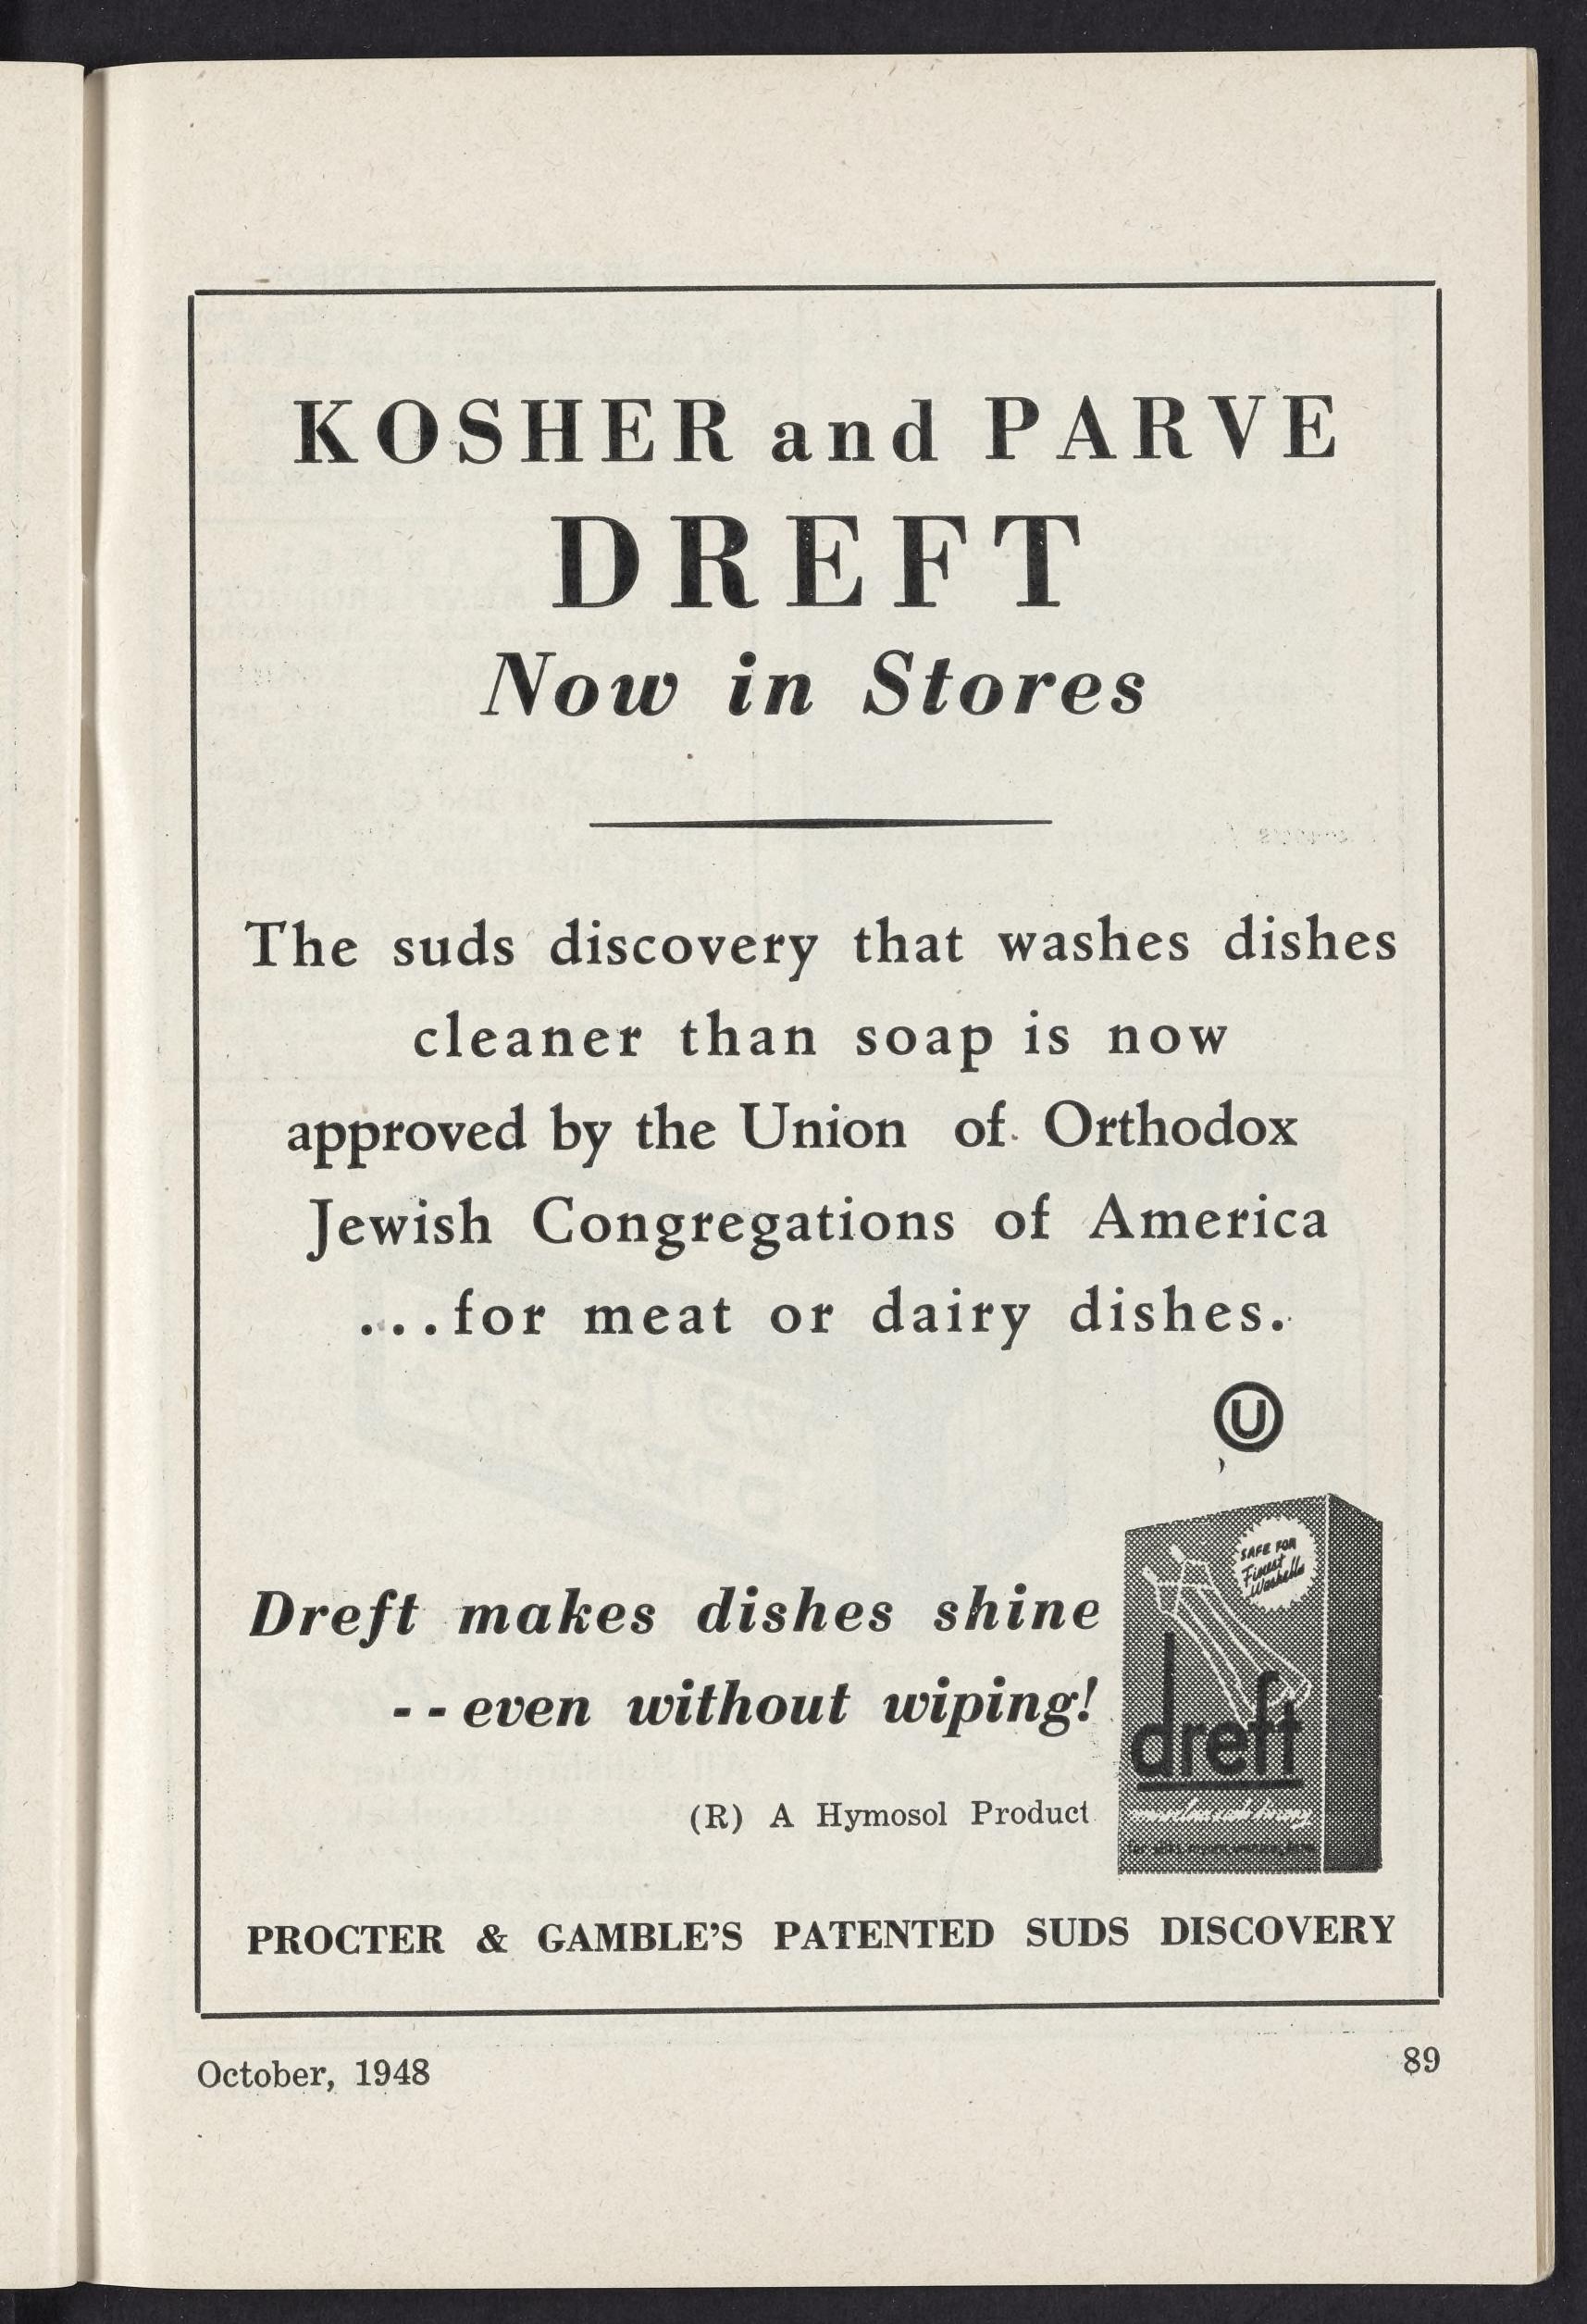 KOSHER and PARVE
DREFT
Now in Stores
The suds discovery that washes dishes
cleaner than soap is now
approved by the Union of Orthodox
Jewish Congregations of America
...for meat or dairy dishes.
Ⓤ
SAFE FOR
Finest
Washables
Dreft makes dishes shine
--even without wiping!
dreft
(R) A Hymosol Product
PROCTER & GAMBLE'S PATENTED SUDS DISCOVERY
October, 1948
89